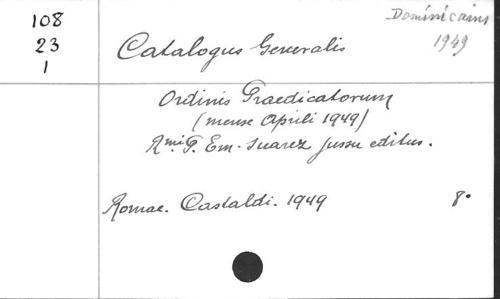 108
23
1
Dominicains
1949
Catalogus Generalis
Ordinis Praedicatorum
(mense Aprili 1949)
R.mi P. Em. Suarez jussu editus.
Romae. Castaldi. 1949
8°